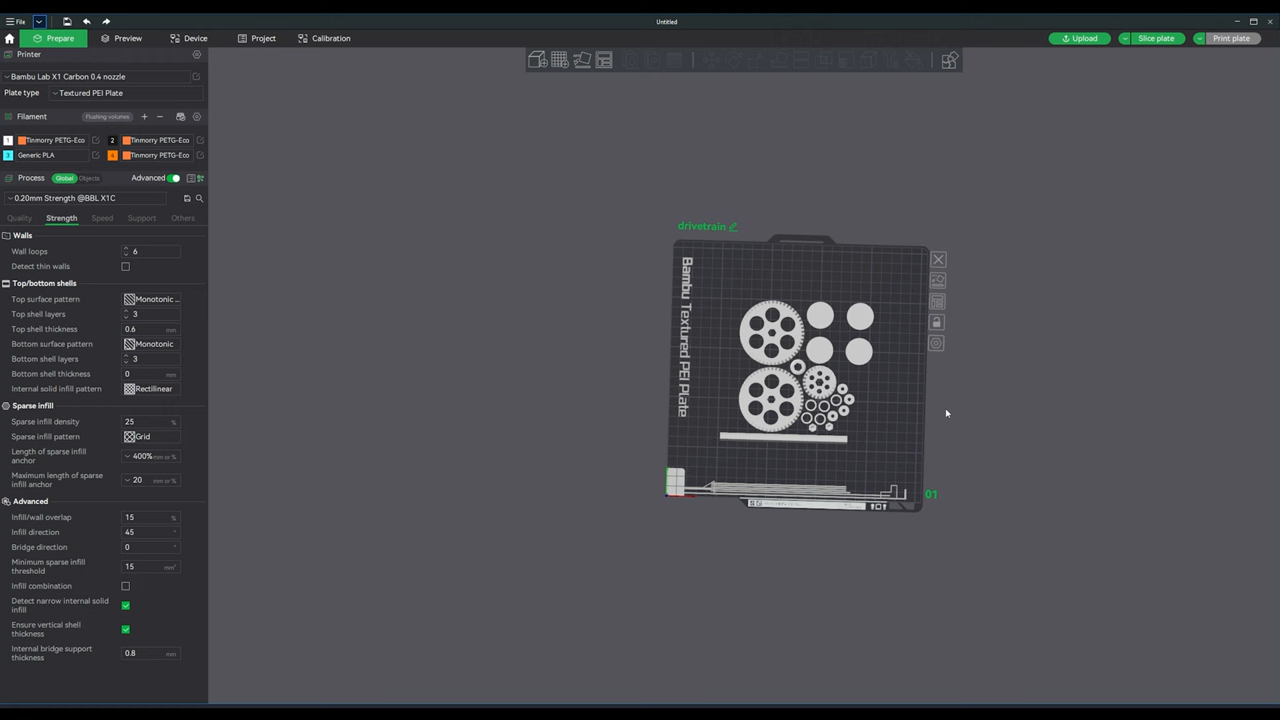 File
Untitled
Prepare
Preview
Device
Project
Calibration
Upload
Slice plate
Print plate
Printer
Bambu Lab X1 Carbon 0.4 nozzle
Plate type
Textured PEI Plate
Filament
Flushing volumes
1 Tinmorry PETG-Eco
2 Tinmorry PETG-Eco
3 Generic PLA
4 Tinmorry PETG-Eco
Process Global Objects Advanced
0.20mm Strength @BBL X1C
Quality Strength Speed Support Others
Walls
Wall loops 6
Detect thin walls
Top/bottom shells
Top surface pattern Monotonic ...
Top shell layers 3
Top shell thickness 0.6 mm
Bottom surface pattern Monotonic
Bottom shell layers 3
Bottom shell thickness 0 mm
Internal solid infill pattern Rectilinear
Sparse infill
Sparse infill density 25 %
Sparse infill pattern Grid
Length of sparse infill
anchor 400% mm or %
Maximum length of sparse
infill anchor 20 mm or %
Advanced
Infill/wall overlap 15 %
Infill direction 45 °
Bridge direction 0 °
Minimum sparse infill
threshold 15 mm²
Infill combination
Detect narrow internal solid
infill
Ensure vertical shell
thickness
Internal bridge support
thickness 0.8 mm
drivetrain
Bambu Textured PEI Plate
01